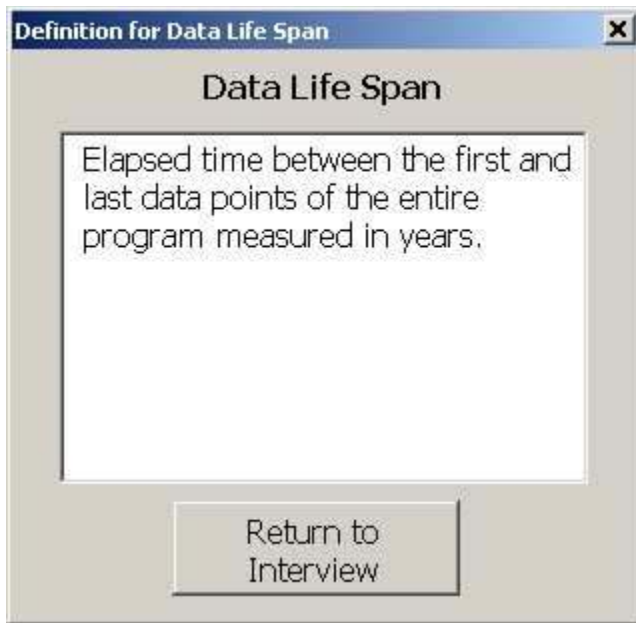 Definition for Data Life Span
Data Life Span
Elapsed time between the first and
last data points of the entire
program measured in years.
Return to
Interview